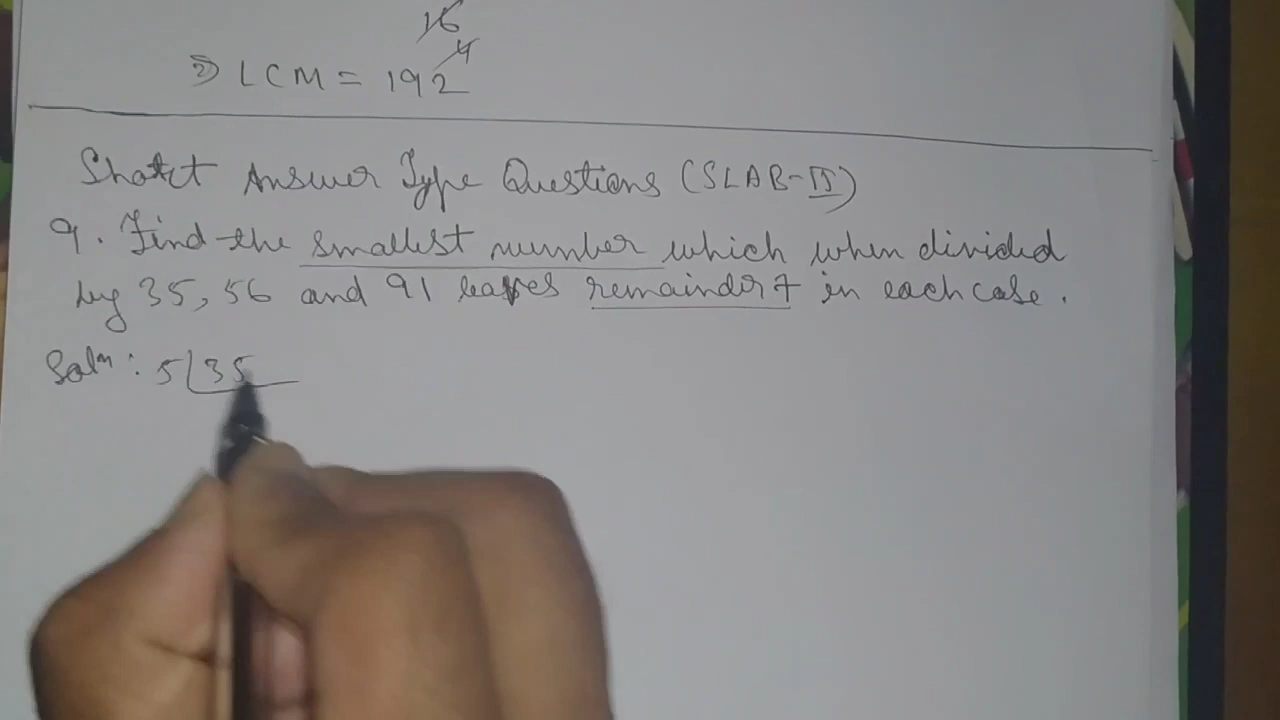 16
4
⇒ LCM = 192
Short Answer Type Questions (SLAB-II)
9. Find the smallest number which when divided
by 35, 56 and 91 leaves remainder 7 in each case.
Solⁿ: 5 35